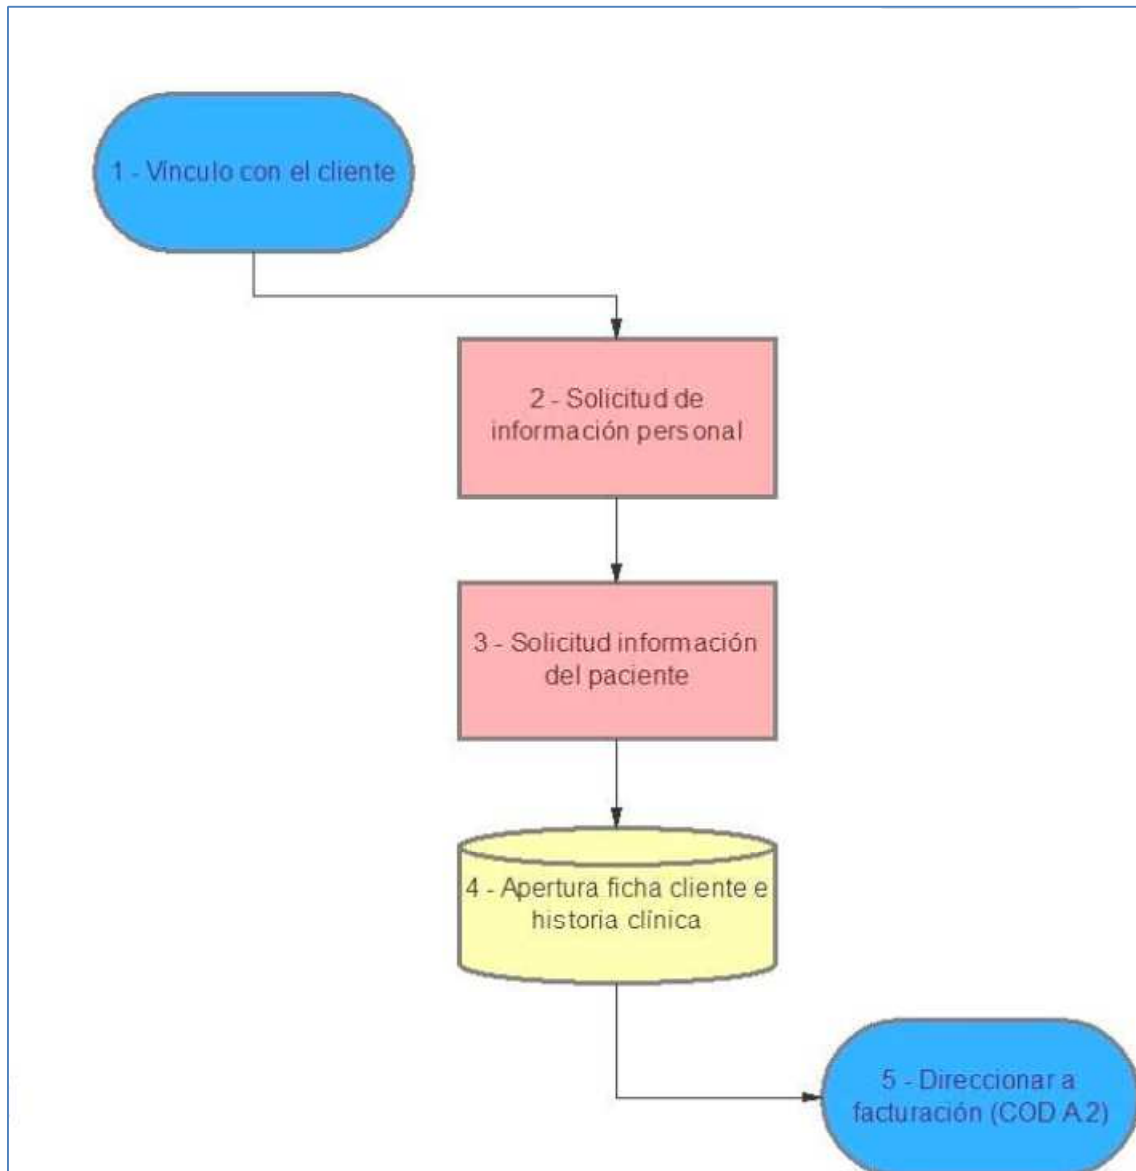 1 - Vínculo con el cliente
2 - Solicitud de
información personal
3 - Solicitud información
del paciente
4 - Apertura ficha cliente e
historia clínica
5 - Direccionar a
facturación (COD A.2)